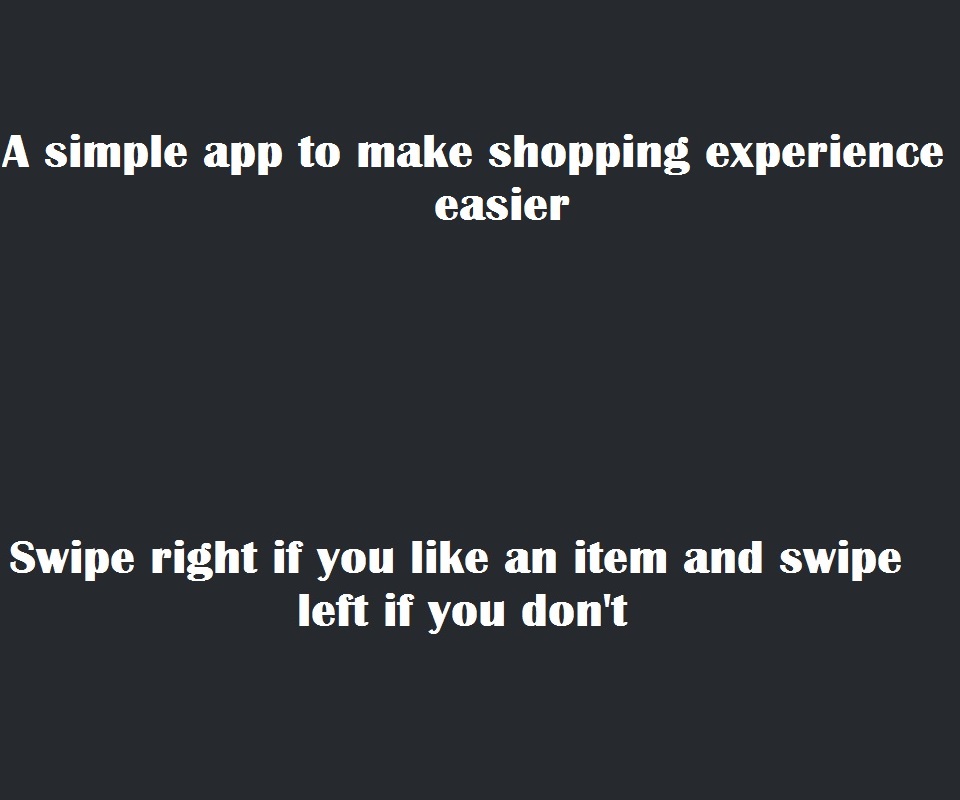 A simple app to make shopping experience
easier
Swipe right if you like an item and swipe
left if you don't